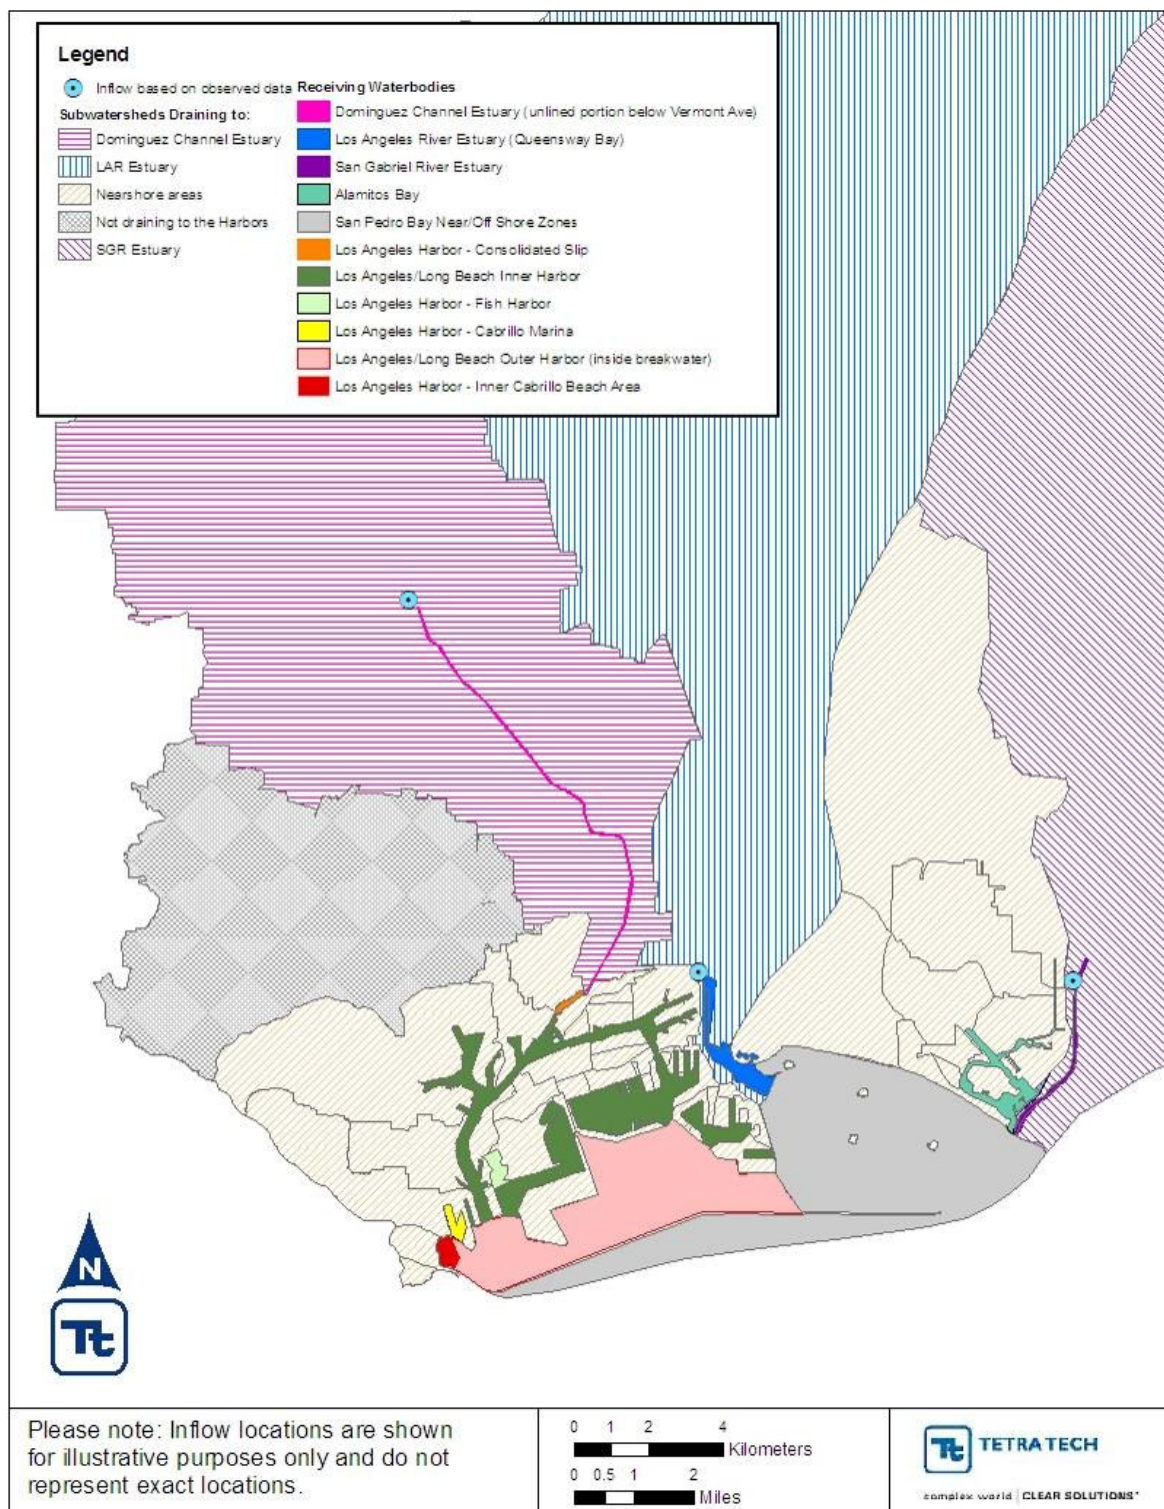 Legend
Inflow based on observed data
Subwatersheds Draining to:
Dominguez Channel Estuary
LAR Estuary
Nearshore areas
Not draining to the Harbors
SGR Estuary
Receiving Waterbodies
Dominguez Channel Estuary (unlined portion below Vermont Ave)
Los Angeles River Estuary (Queensway Bay)
San Gabriel River Estuary
Alamitos Bay
San Pedro Bay Near/Off Shore Zones
Los Angeles Harbor - Consolidated Slip
Los Angeles/Long Beach Inner Harbor
Los Angeles Harbor - Fish Harbor
Los Angeles Harbor - Cabrillo Marina
Los Angeles/Long Beach Outer Harbor (inside breakwater)
Los Angeles Harbor - Inner Cabrillo Beach Area
N
Tt
Please note: Inflow locations are shown
for illustrative purposes only and do not
represent exact locations.
0 1 2 4
Kilometers
0 0.5 1 2
Miles
Tt TETRA TECH
complex world | CLEAR SOLUTIONS™